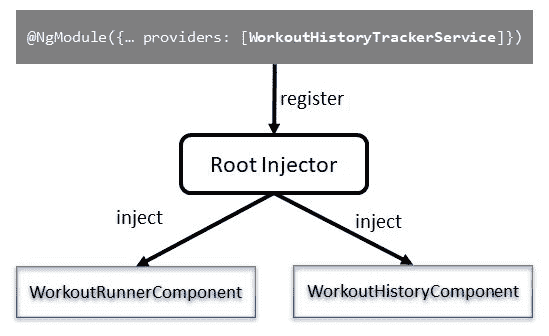 @NgModule({… providers: [WorkoutHistoryTrackerService]})
register
Root Injector
inject
inject
WorkoutRunnerComponent
WorkoutHistoryComponent